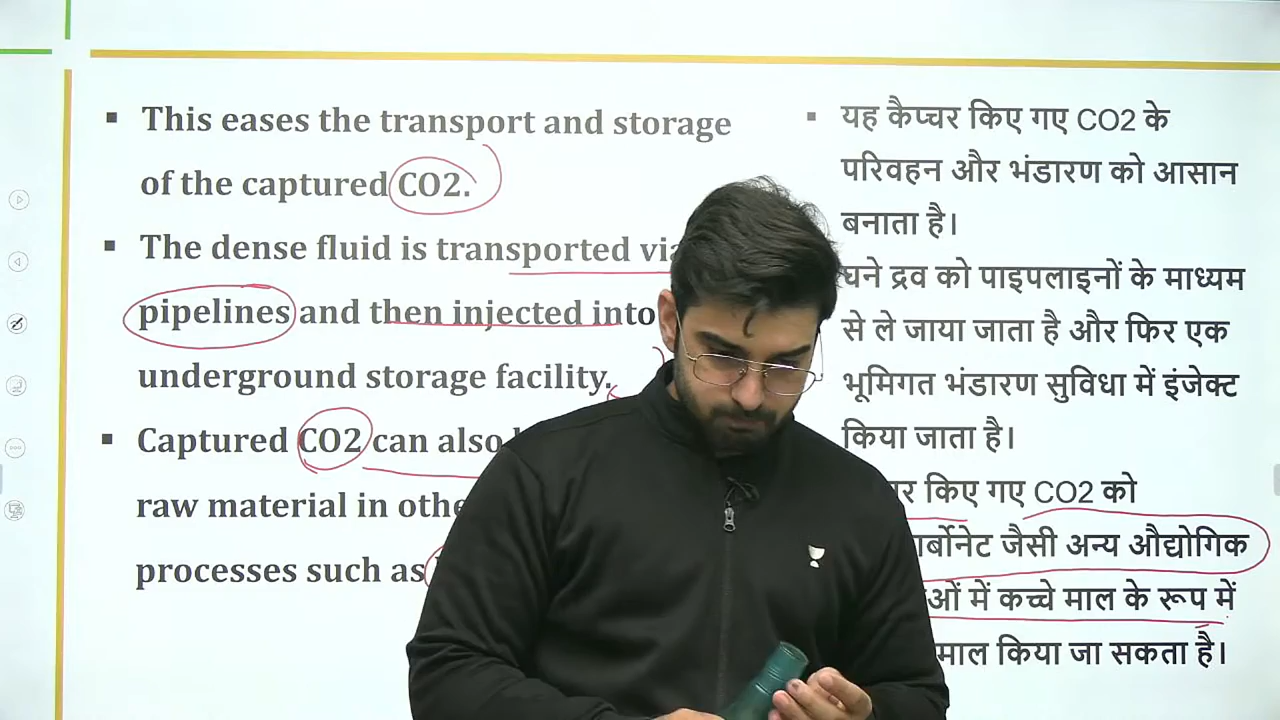 This eases the transport and storage
of the captured CO2.
The dense fluid is transported via
pipelines and then injected into
underground storage facility.
Captured CO2 can also
raw material in othe
processes such as
यह कैप्चर किए गए CO2 के
परिवहन और भंडारण को आसान
बनाता है।
घने द्रव को पाइपलाइनों के माध्यम
से ले जाया जाता है और फिर एक
भूमिगत भंडारण सुविधा में इंजेक्ट
किया जाता है।
र किए गए CO2 को
र्बोनेट जैसी अन्य औद्योगिक
ओं में कच्चे माल के रूप में
माल किया जा सकता है।